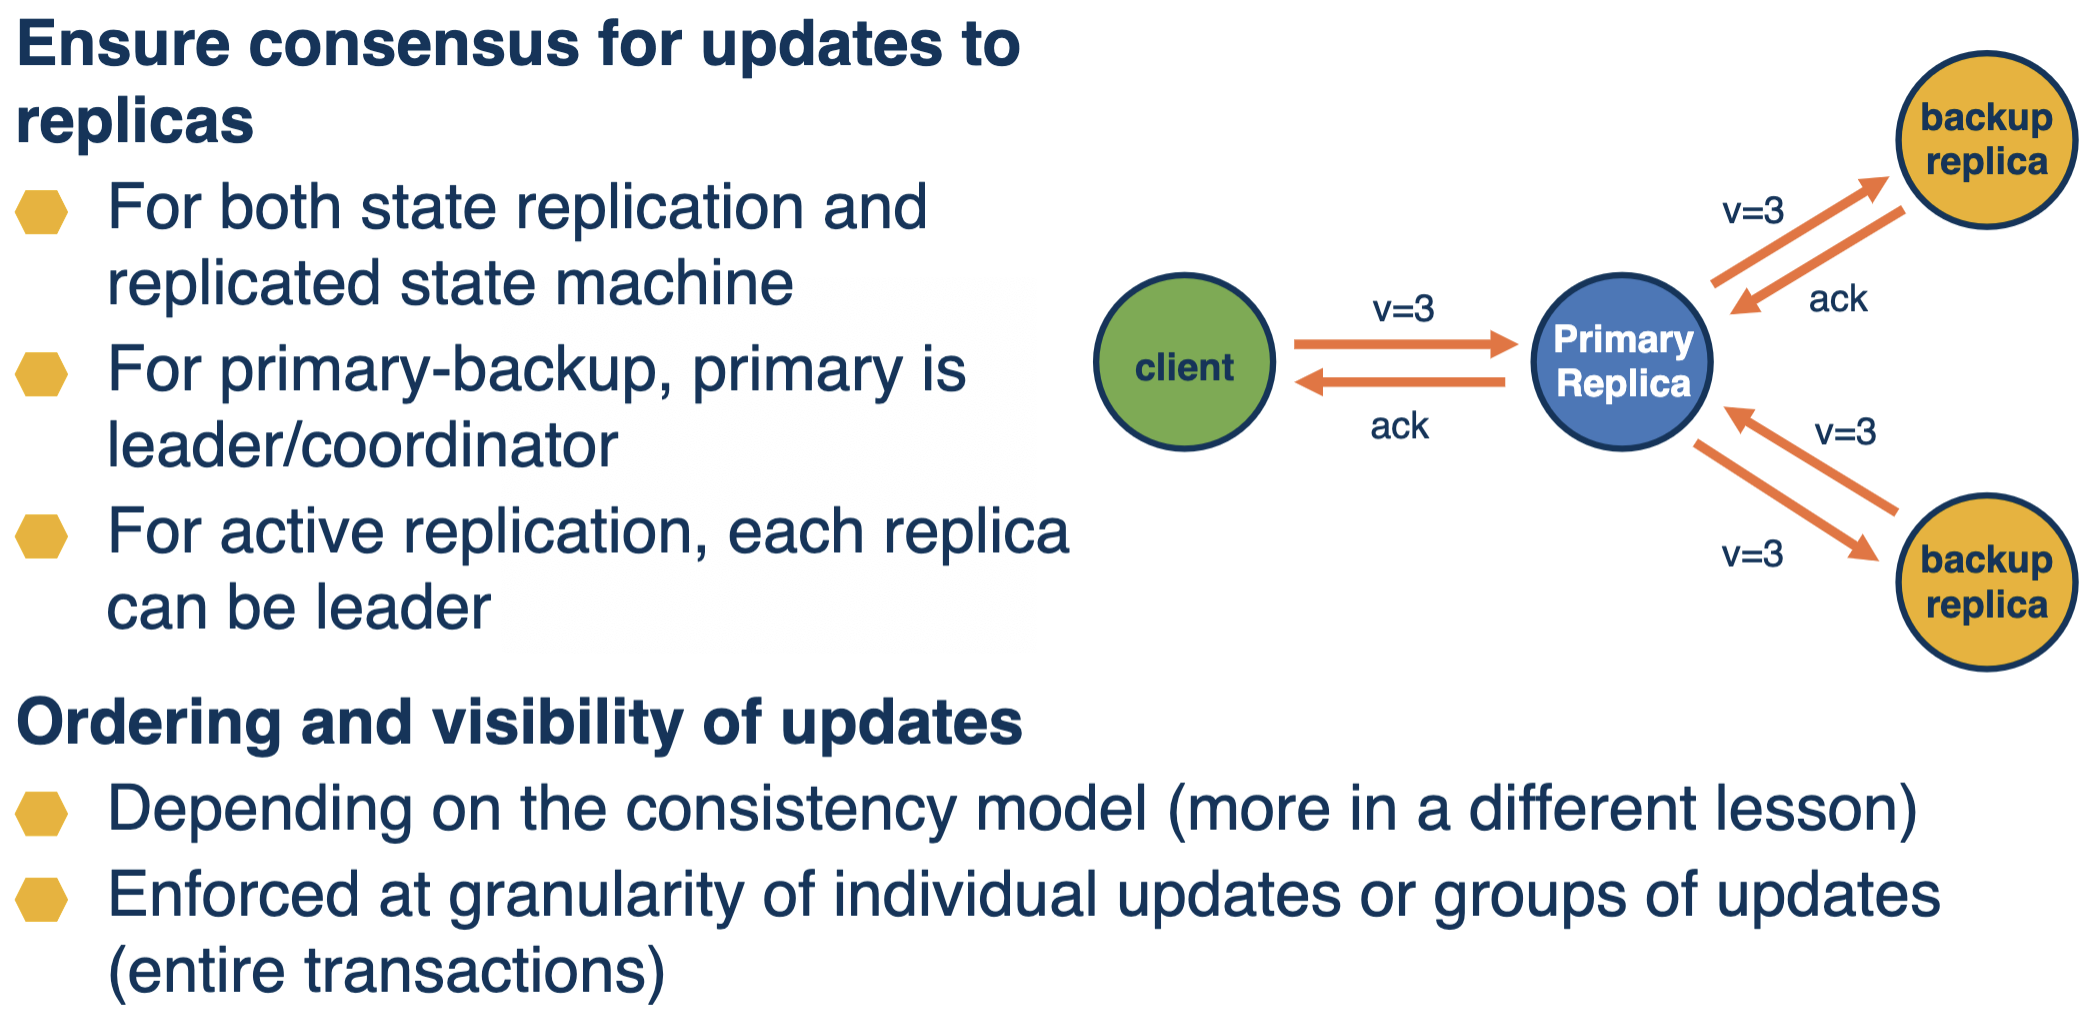 Ensure consensus for updates to
replicas
For both state replication and
replicated state machine
For primary-backup, primary is
leader/coordinator
For active replication, each replica
can be leader
Ordering and visibility of updates
Depending on the consistency model (more in a different lesson)
Enforced at granularity of individual updates or groups of updates
(entire transactions)
client
v=3
ack
Primary
Replica
v=3
ack
backup
replica
v=3
v=3
backup
replica